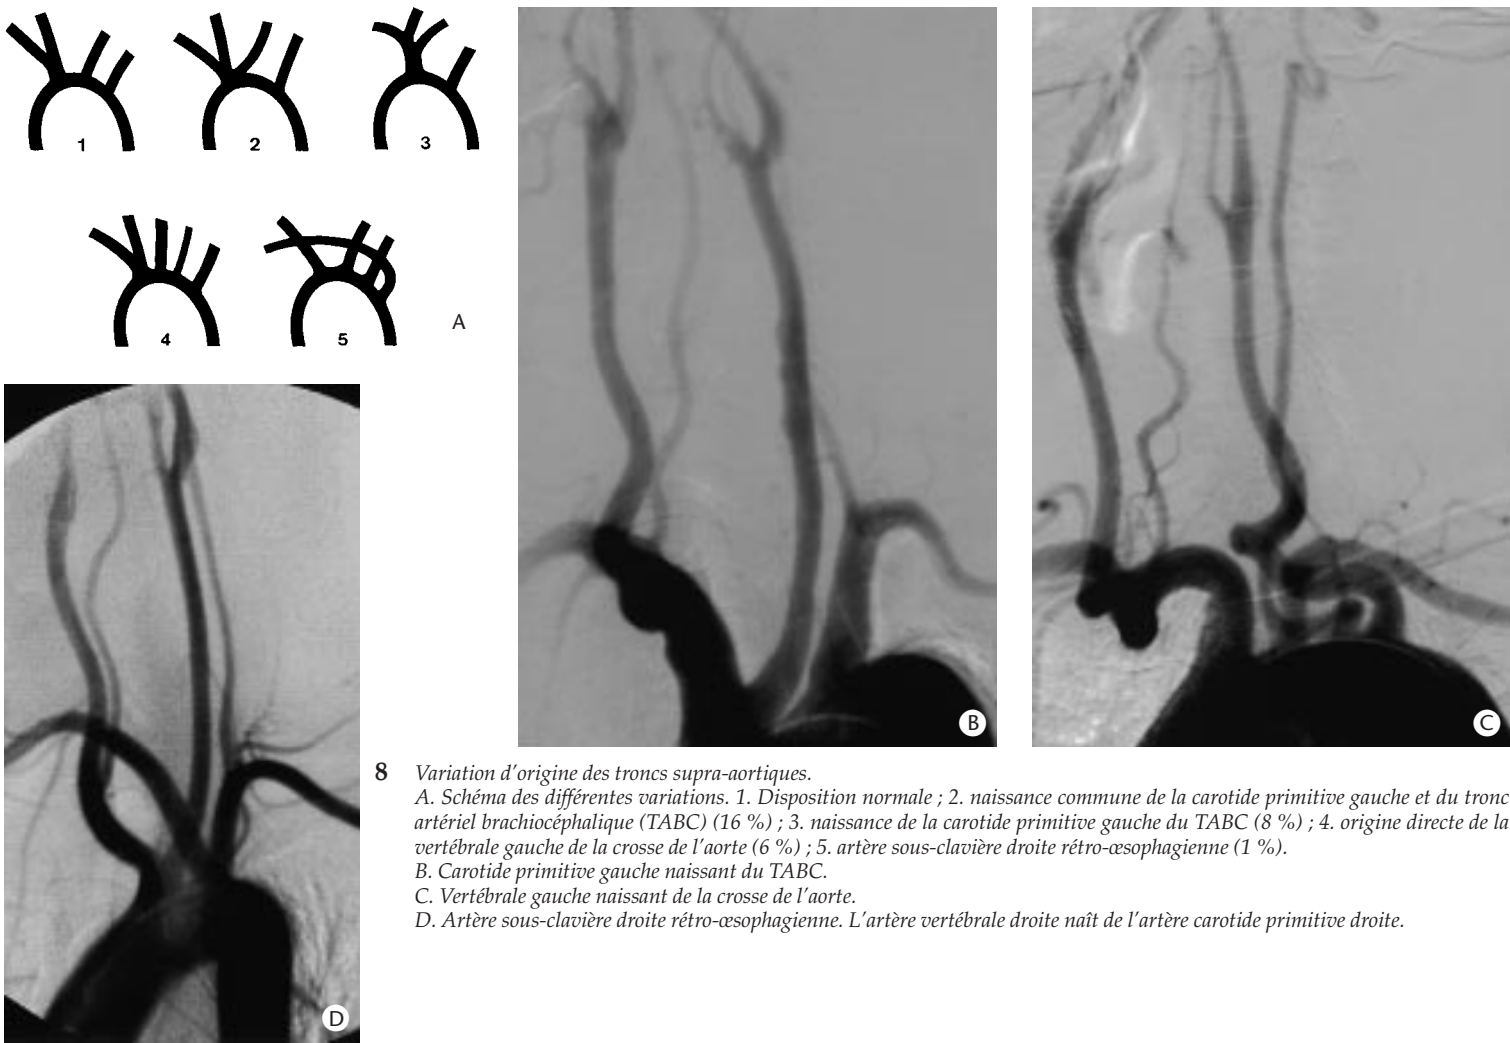 1
2
3
4
5
A
B
C
D
8 Variation d'origine des troncs supra-aortiques.
A. Schéma des différentes variations. 1. Disposition normale ; 2. naissance commune de la carotide primitive gauche et du tronc
artériel brachiocéphalique (TABC) (16 %) ; 3. naissance de la carotide primitive gauche du TABC (8 %) ; 4. origine directe de la
vertébrale gauche de la crosse de l'aorte (6 %) ; 5. artère sous-clavière droite rétro-œsophagienne (1 %).
B. Carotide primitive gauche naissant du TABC.
C. Vertébrale gauche naissant de la crosse de l'aorte.
D. Artère sous-clavière droite rétro-œsophagienne. L'artère vertébrale droite naît de l'artère carotide primitive droite.